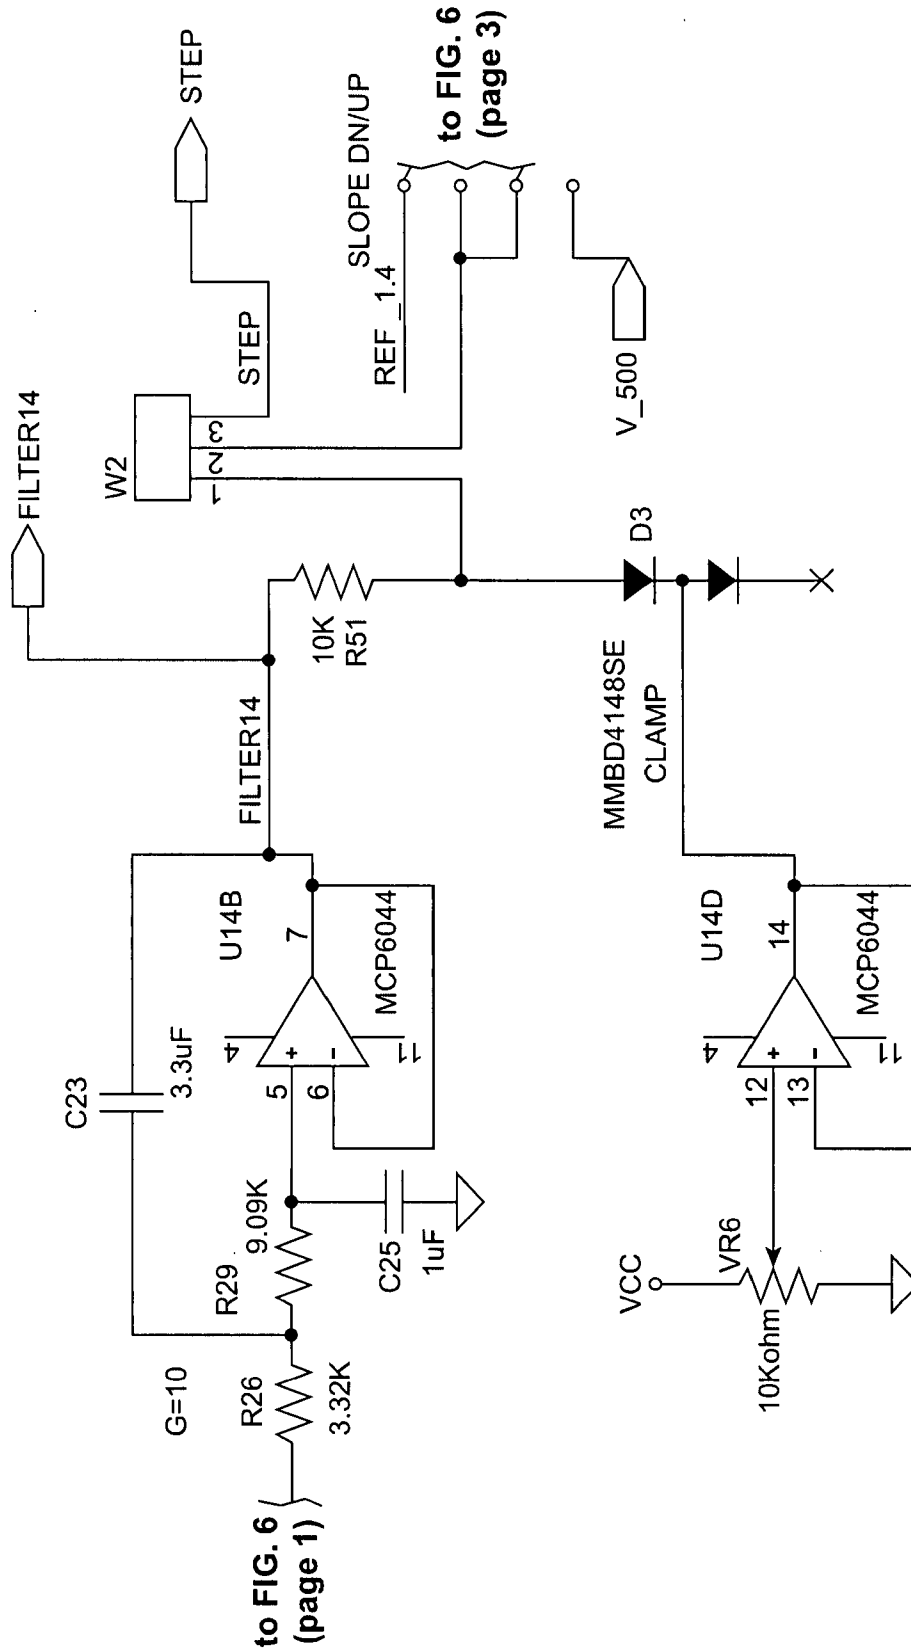 FILTER14
STEP
W2
STEP
1
2
3
FILTER14
10K
R51
SLOPE DN/UP
REF_1.4
to FIG. 6
(page 3)
V_500
C23
3.3uF
U14B
7
4
+
-
5
6
11
MCP6044
G=10
R26
3.32K
R29
9.09K
C25
1uF
to FIG. 6
(page 1)
MMBD4148SE
CLAMP
D3
U14D
14
4
+
-
12
13
11
MCP6044
VCC
VR6
10Kohm